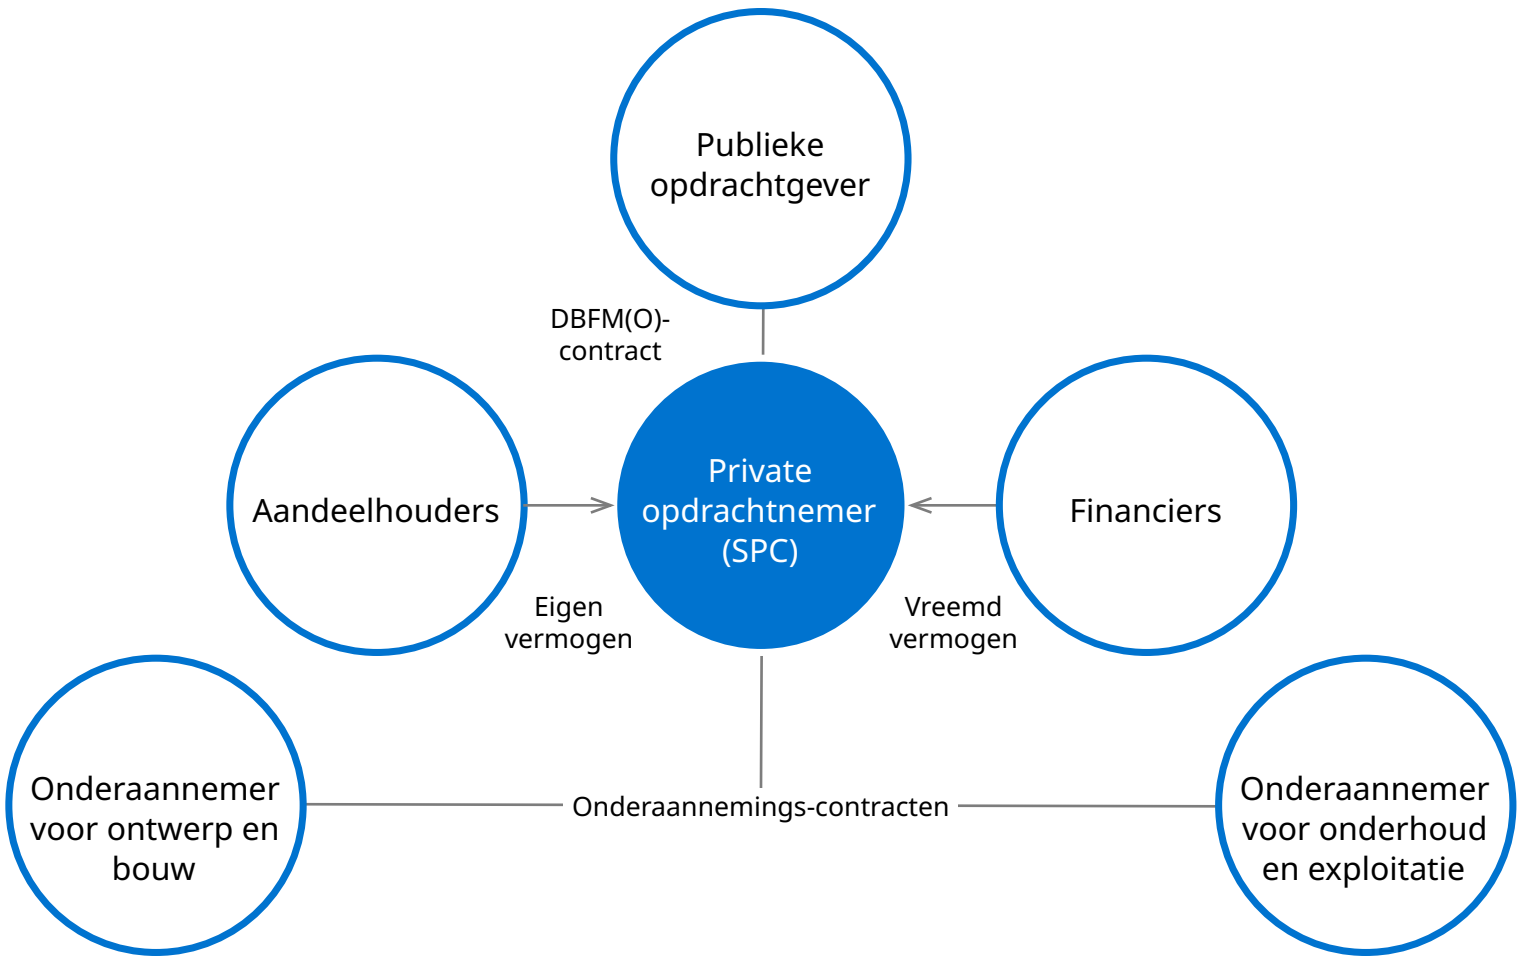 Publieke
opdrachtgever
DBFM(O)-
contract
Aandeelhouders
Private
opdrachtnemer
(SPC)
Financiers
Eigen
vermogen
Vreemd
vermogen
Onderaannemer
voor ontwerp en
bouw
Onderaannemings-contracten
Onderaannemer
voor onderhoud
en exploitatie